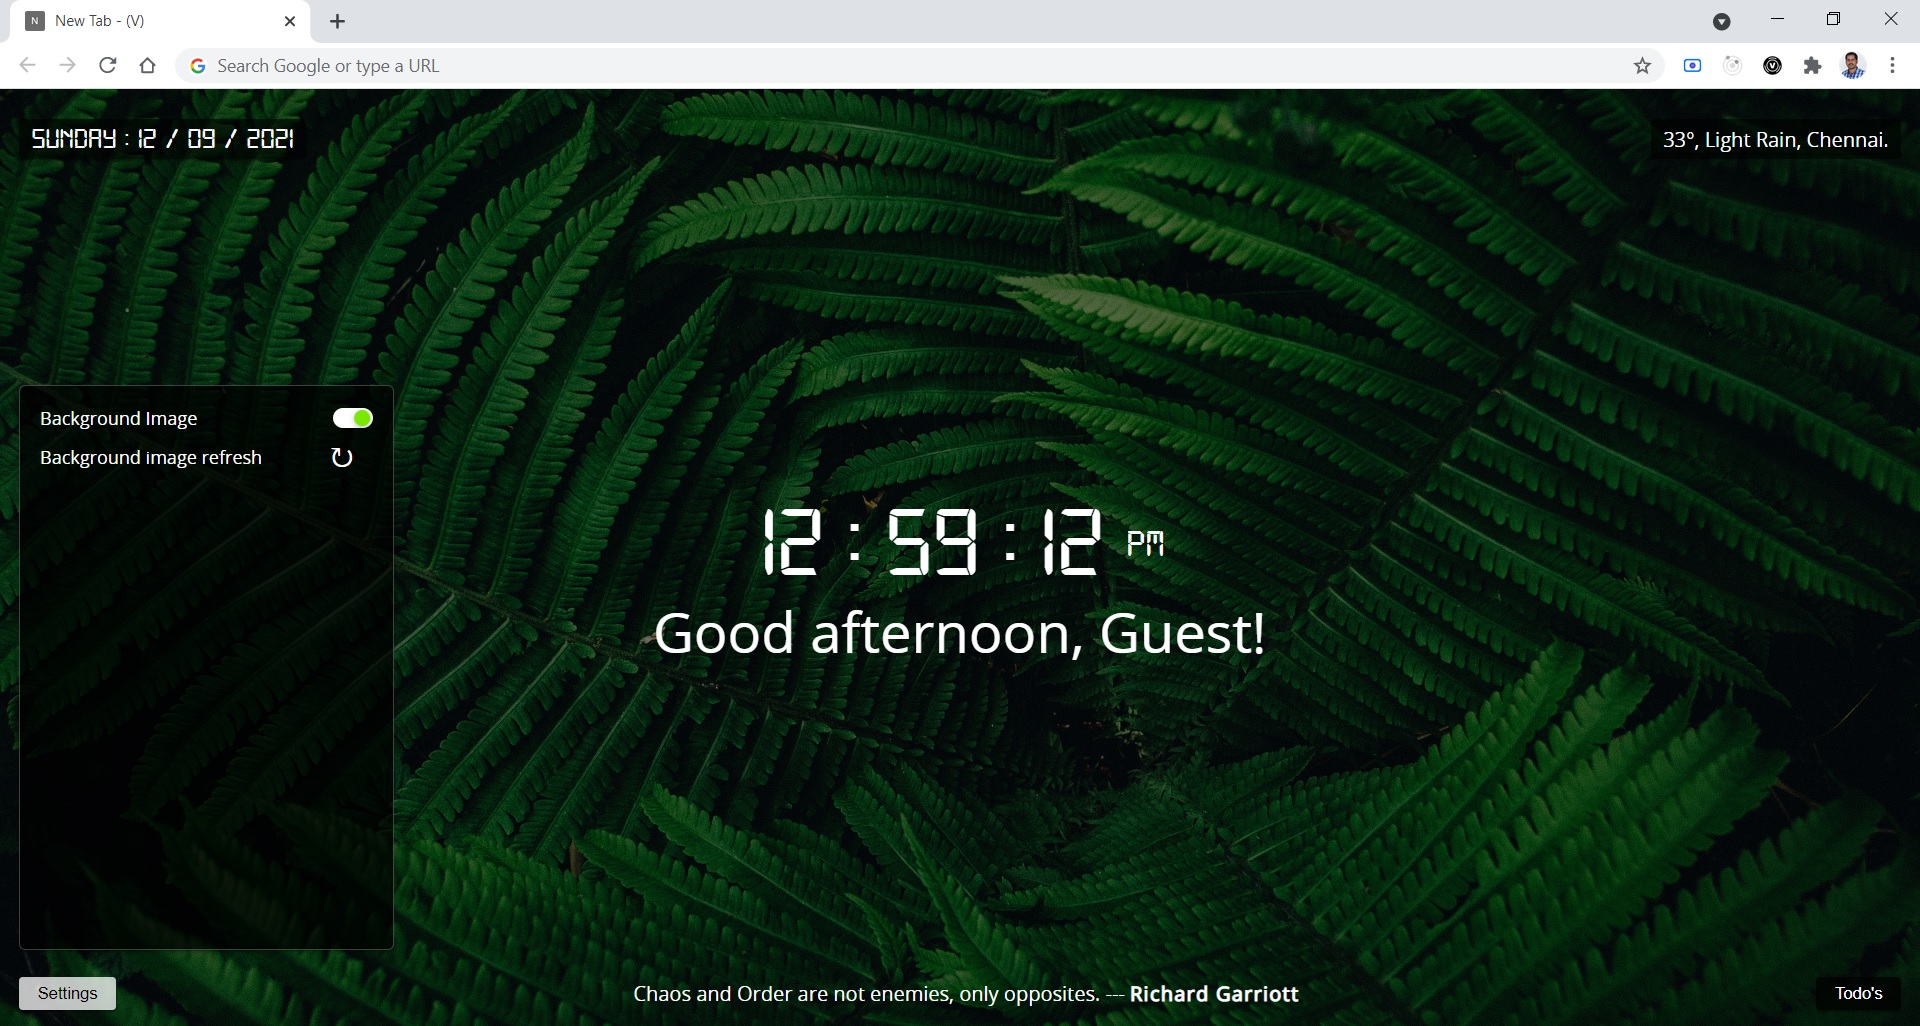 N New Tab - (V)
Search Google or type a URL
SUNDAY : 12 / 09 / 2021
33°, Light Rain, Chennai.
Background Image
Background image refresh
12 : 59 : 12 PM
Good afternoon, Guest!
Settings
Chaos and Order are not enemies, only opposites. --- Richard Garriott
Todo's